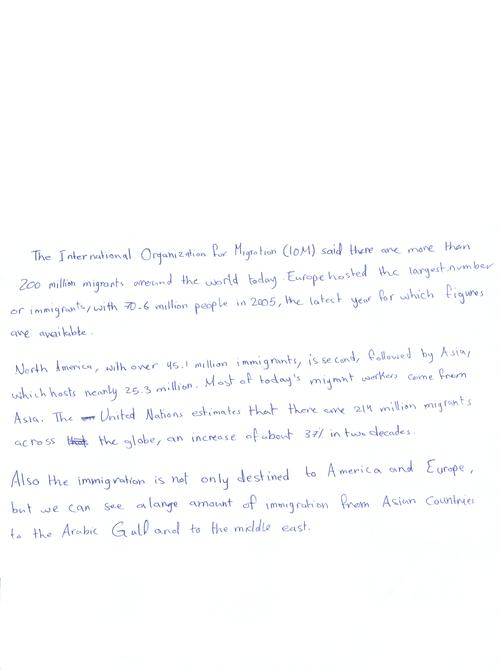 The International Organization for Migration (IOM) said there are more than
200 million migrants around the world today. Europe hosted the largest number
or immigrants, with 70.6 million people in 2005, the latest year for which figures
are available.
North America, with over 45.1 million immigrants, is second, followed by Asia,
which hosts nearly 25.3 million. Most of today's migrant workers come from
Asia. The United Nations estimates that there are 214 million migrants
across the globe, an increase of about 37% in two decades.
Also the immigration is not only destined to America and Europe,
but we can see a large amount of immigration from Asian Countries
to the Arabic Gulf and to the middle east.